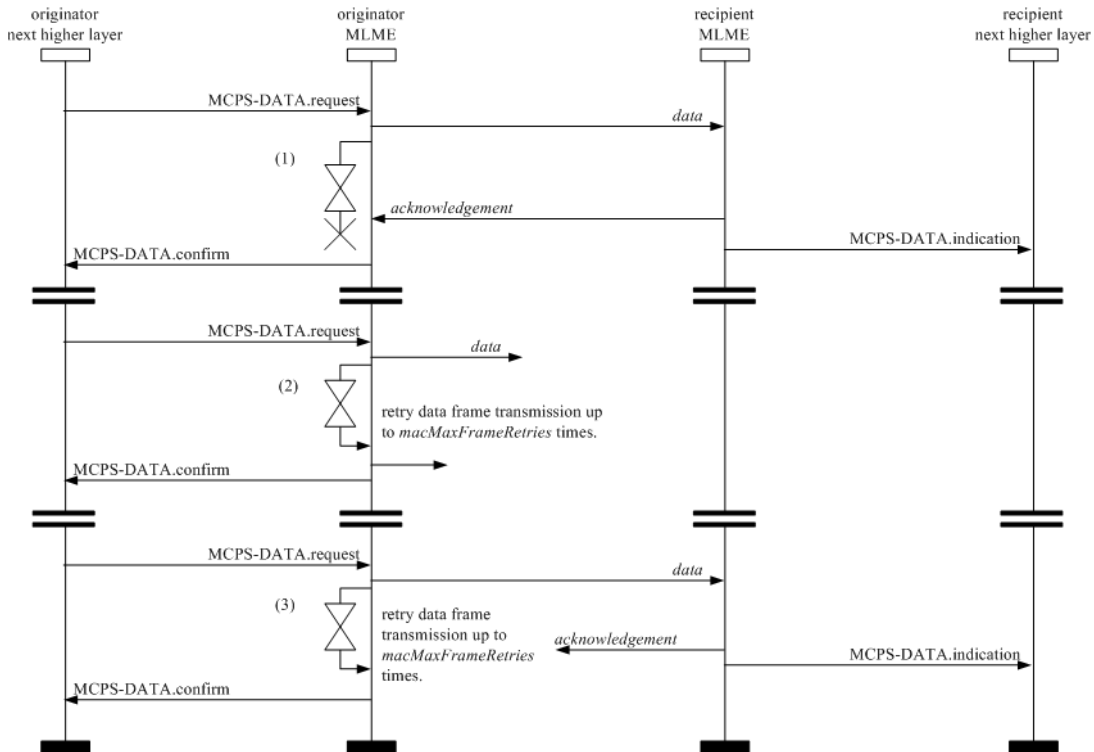 originator
next higher layer
originator
MLME
recipient
MLME
recipient
next higher layer
MCPS-DATA.request
data
(1)
acknowledgement
MCPS-DATA.indication
MCPS-DATA.confirm
MCPS-DATA.request
data
(2)
retry data frame transmission up
to macMaxFrameRetries times.
MCPS-DATA.confirm
MCPS-DATA.request
data
(3)
retry data frame
transmission up to
macMaxFrameRetries
times.
acknowledgement
MCPS-DATA.indication
MCPS-DATA.confirm